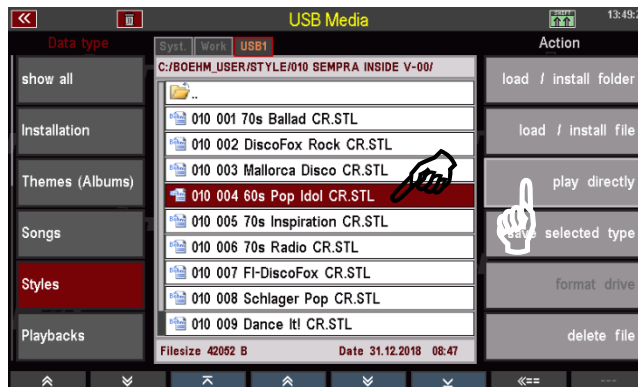 USB Media
SHIFT
13:49:2
Data type
Syst. Work USB1
Action
C:/BOEHM_USER/STYLE/010 SEMPRA INSIDE V-00/
show all
Installation
Themes (Albums)
Songs
Styles
Playbacks
..
010 001 70s Ballad CR.STL
010 002 DiscoFox Rock CR.STL
010 003 Mallorca Disco CR.STL
010 004 60s Pop Idol CR.STL
010 005 70s Inspiration CR.STL
010 006 70s Radio CR.STL
010 007 Fl-DiscoFox CR.STL
010 008 Schlager Pop CR.STL
010 009 Dance It! CR.STL
Filesize 42052 B Date 31.12.2018 08:47
load / install folder
load / install file
play directly
save selected type
format drive
delete file
«== ---